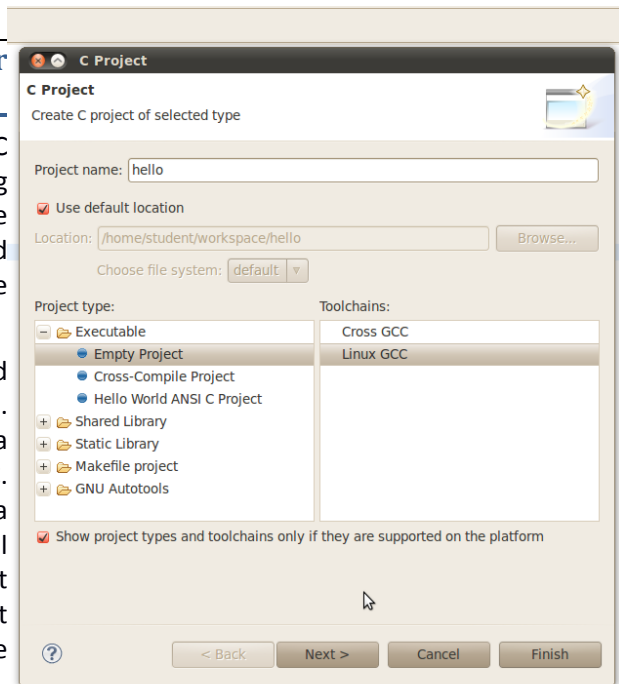 C Project
C Project
Create C project of selected type
Project name: hello
Use default location
Location: /home/student/workspace/hello Browse...
Choose file system: default
Project type: Toolchains:
Executable Cross GCC
Empty Project Linux GCC
Cross-Compile Project
Hello World ANSI C Project
Shared Library
Static Library
Makefile project
GNU Autotools
Show project types and toolchains only if they are supported on the platform
? < Back Next > Cancel Finish